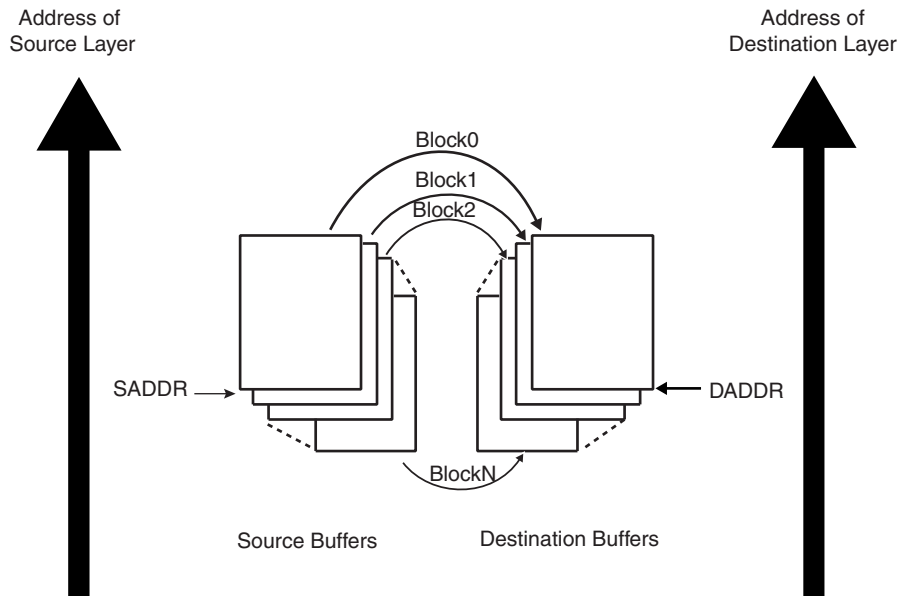 Address of
Source Layer
Address of
Destination Layer
Block0
Block1
Block2
SADDR
DADDR
BlockN
Source Buffers
Destination Buffers